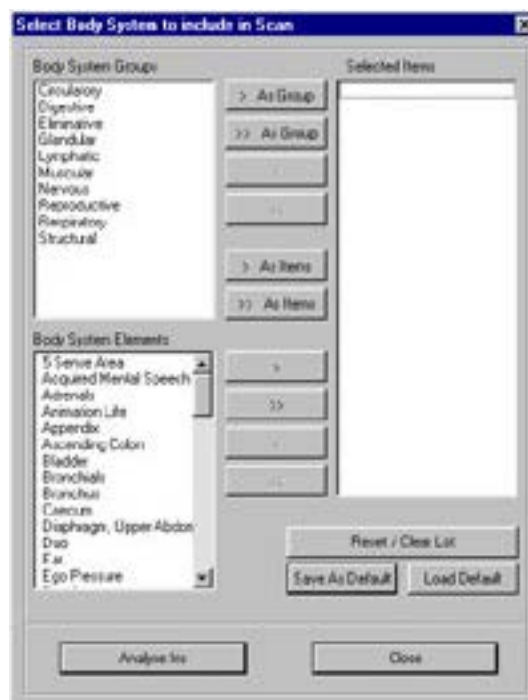 Select Body System to include in Scan
Body System Groups
Circulatory
Digestive
Eliminative
Glandular
Lymphatic
Muscular
Nervous
Reproductive
Respiratory
Structural
> As Group
>> As Group
> As Items
>> As Items
Selected Items
Body System Elements
5 Sense Area
Acquired Mental Speech
Adrenals
Animation Life
Appendix
Ascending Colon
Bladder
Bronchials
Bronchus
Caecum
Diaphragm, Upper Abdon
Duo
Ear
Ego Pressure
>
>>
Reset / Clear List
Save As Default
Load Default
Analyse
Close